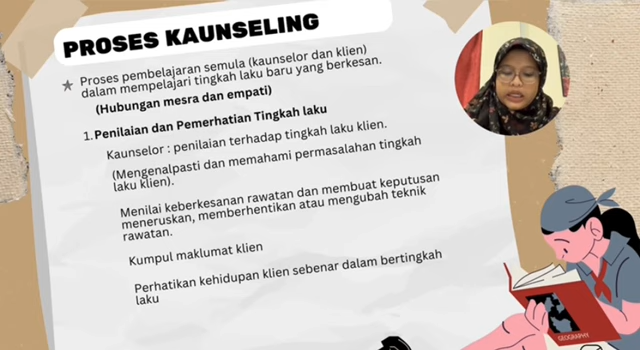 PROSES KAUNSELING
Proses pembelajaran semula (kaunselor dan klien)
dalam mempelajari tingkah laku baru yang berkesan.
(Hubungan mesra dan empati)
1. Penilaian dan Pemerhatian Tingkah laku
Kaunselor : penilaian terhadap tingkah laku klien.
(Mengenalpasti dan memahami permasalahan tingkah
laku klien).
Menilai keberkesanan rawatan dan membuat keputusan
meneruskan, memberhentikan atau mengubah teknik
rawatan.
Kumpul maklumat klien
Perhatikan kehidupan klien sebenar dalam bertingkah
laku
GEOGRAPHY